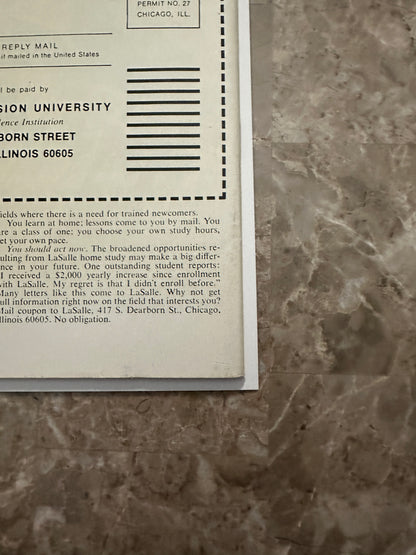 PERMIT NO. 27
CHICAGO, ILL.
REPLY MAIL
if mailed in the United States
be paid by
SION UNIVERSITY
dence Institution
BORN STREET
LLINOIS 60605
fields where there is a need for trained newcomers.
You learn at home; lessons come to you by mail. You
are a class of one; you choose your own study hours,
set your own pace.
You should act now. The broadened opportunities re-
sulting from LaSalle home study may make a big differ-
ence in your future. One outstanding student reports:
"I received a $2,000 yearly increase since enrollment
with LaSalle. My regret is that I didn't enroll before."
Many letters like this come to LaSalle. Why not get
full information right now on the field that interests you?
Mail coupon to LaSalle, 417 S. Dearborn St., Chicago,
Illinois 60605. No obligation.